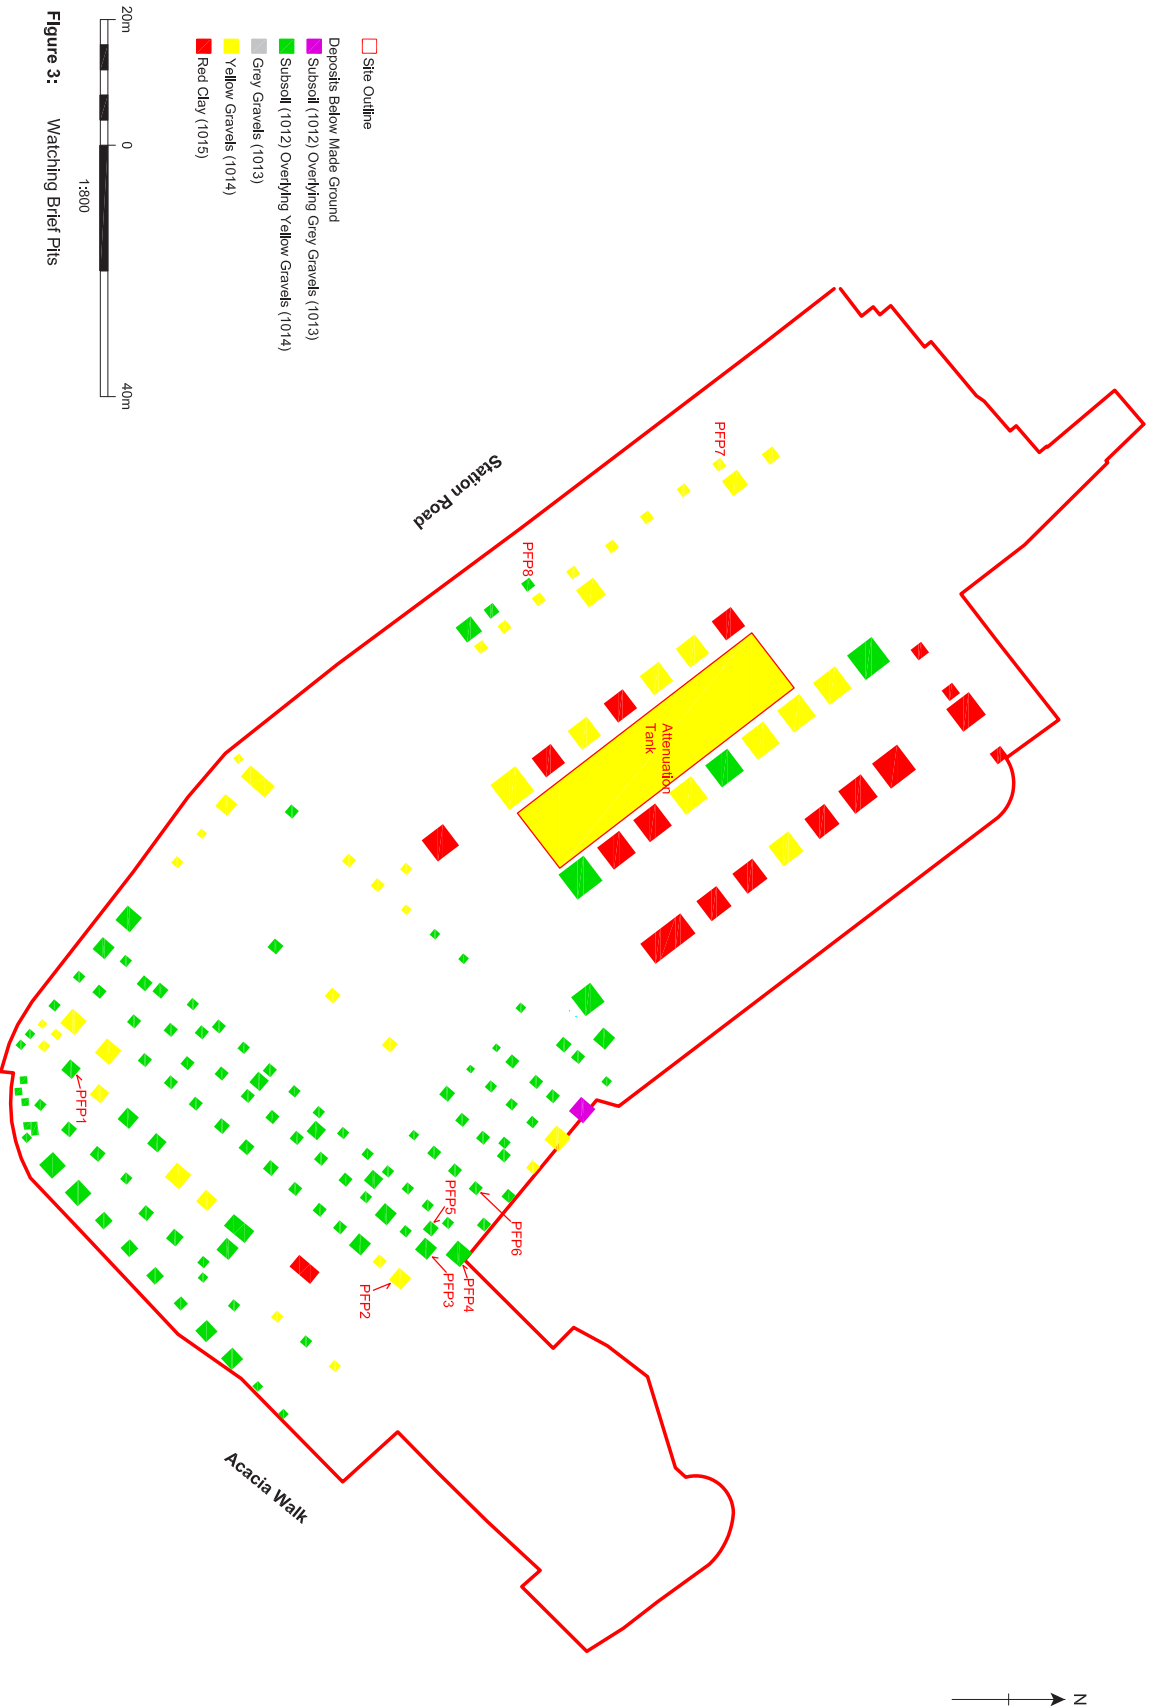 N
Site Outline
Deposits Below Made Ground
Subsoil (1012) Overlying Grey Gravels (1013)
Subsoil (1012) Overlying Yellow Gravels (1014)
Grey Gravels (1013)
Yellow Gravels (1014)
Red Clay (1015)
20m
0
40m
1:800
Figure 3: Watching Brief Pits
Station Road
Acacia Walk
Attenuation
Tank
PFP7
PFP8
PFP1
PFP6
PFP5
PFP4
PFP3
PFP2